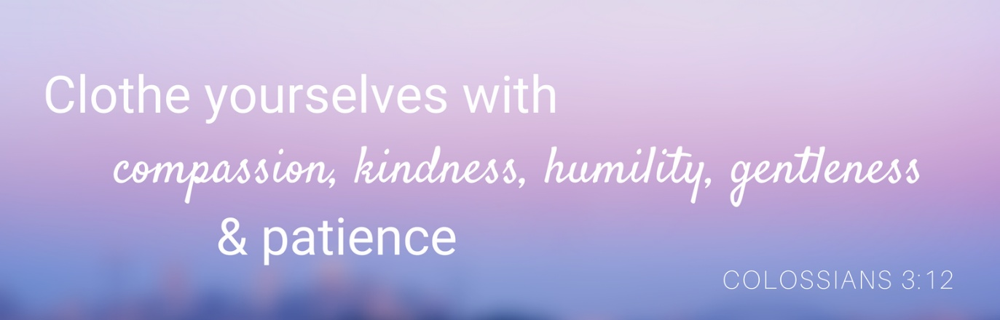 Clothe yourselves with
compassion, kindness, humility, gentleness
& patience
COLOSSIANS 3:12